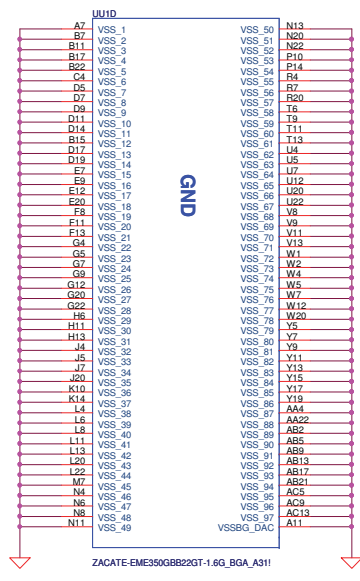 UU1D
A7 VSS_1 VSS_50 N13
B7 VSS_2 VSS_51 N20
B11 VSS_3 VSS_52 N22
B17 VSS_4 VSS_53 P10
B22 VSS_5 VSS_54 P14
C4 VSS_6 VSS_55 R4
D5 VSS_7 VSS_56 R7
D7 VSS_8 VSS_57 R20
D9 VSS_9 VSS_58 T6
D11 VSS_10 VSS_59 T9
D14 VSS_11 VSS_60 T11
B15 VSS_12 VSS_61 T13
D17 VSS_13 VSS_62 U4
D19 VSS_14 VSS_63 U5
E7 VSS_15 VSS_64 U7
E9 VSS_16 VSS_65 U12
E12 VSS_17 VSS_66 U20
E20 VSS_18 VSS_67 U22
F8 VSS_19 VSS_68 V8
F11 VSS_20 VSS_69 V9
F13 VSS_21 VSS_70 V11
G4 VSS_22 VSS_71 V13
G5 VSS_23 VSS_72 W1
G7 VSS_24 VSS_73 W2
G9 VSS_25 VSS_74 W4
G12 VSS_26 VSS_75 W5
G20 VSS_27 VSS_76 W7
G22 VSS_28 VSS_77 W12
H6 VSS_29 VSS_78 W20
H11 VSS_30 VSS_79 Y5
H13 VSS_31 VSS_80 Y7
J4 VSS_32 VSS_81 Y9
J5 VSS_33 VSS_82 Y11
J7 VSS_34 VSS_83 Y13
J20 VSS_35 VSS_84 Y15
K10 VSS_36 VSS_85 Y17
K14 VSS_37 VSS_86 Y19
L4 VSS_38 VSS_87 AA4
L6 VSS_39 VSS_88 AA22
L8 VSS_40 VSS_89 AB2
L11 VSS_41 VSS_90 AB5
L13 VSS_42 VSS_91 AB9
L20 VSS_43 VSS_92 AB13
L22 VSS_44 VSS_93 AB17
M7 VSS_45 VSS_94 AB21
N4 VSS_46 VSS_95 AC5
N6 VSS_47 VSS_96 AC9
N8 VSS_48 VSS_97 AC13
N11 VSS_49 VSSBG_DAC A11
GND
ZACATE-EME350GBB22GT-1.6G_BGA_A31!